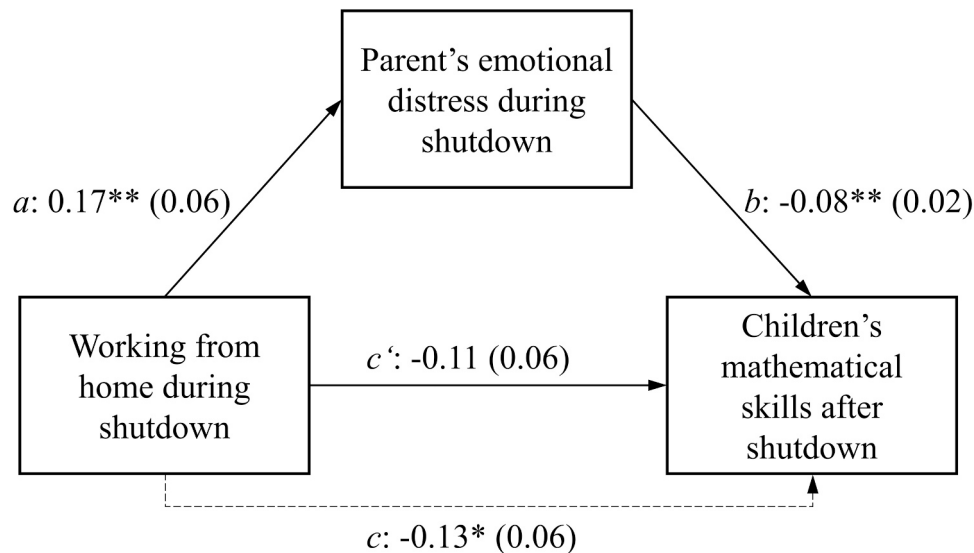 Parent’s emotional
distress during
shutdown
a: 0.17** (0.06)
b: -0.08** (0.02)
Working from
home during
shutdown
c‘: -0.11 (0.06)
Children’s
mathematical
skills after
shutdown
c: -0.13* (0.06)